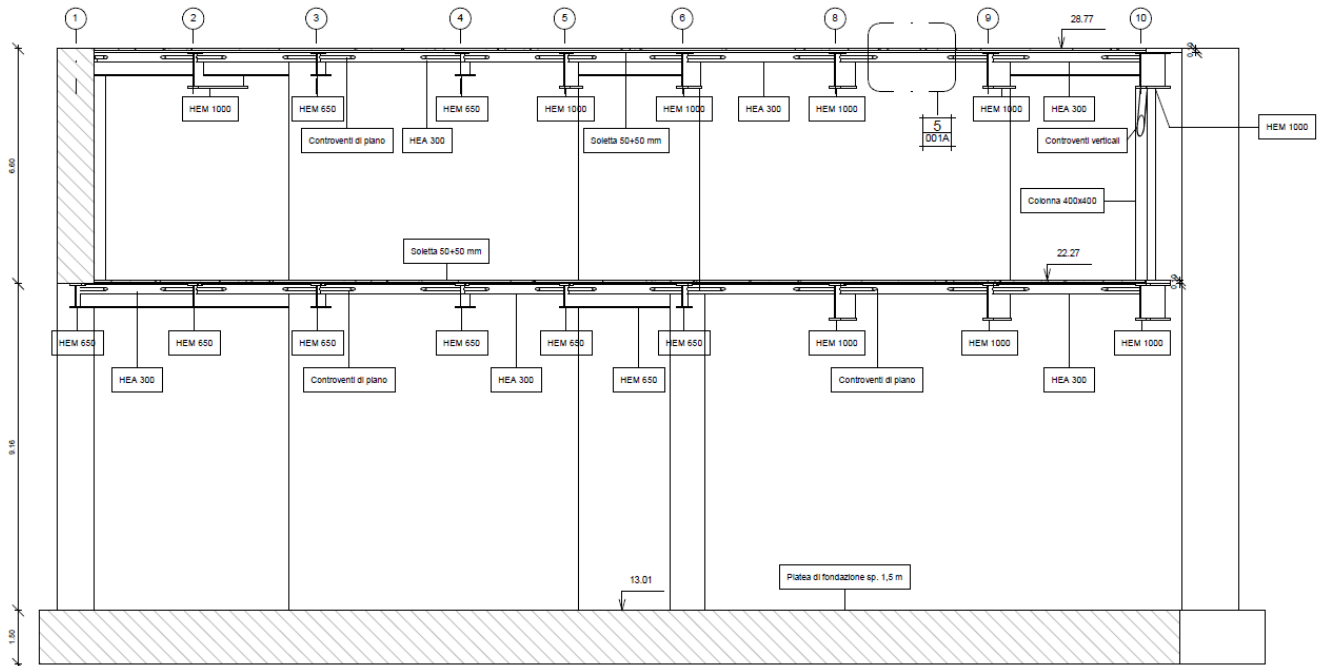 1 2 3 4 5 6 8 9 10
28.77
HEM 1000 HEM 650 HEM 650 HEM 1000 HEM 1000 HEA 300 HEM 1000 HEM 1000 HEA 300
Controventi di piano HEA 300 Soletta 50+50 mm
5
001A
Controventi verticali
HEM 1000
6.60
Colonna 400x400
Soletta 50+50 mm
22.27
HEM 650 HEM 650 HEM 650 HEM 650 HEM 650 HEM 650 HEM 1000 HEM 1000 HEM 1000
HEA 300 Controventi di piano HEA 300 HEM 650 Controventi di piano HEA 300
9.16
13.01
Platea di fondazione sp. 1,5 m
1.50